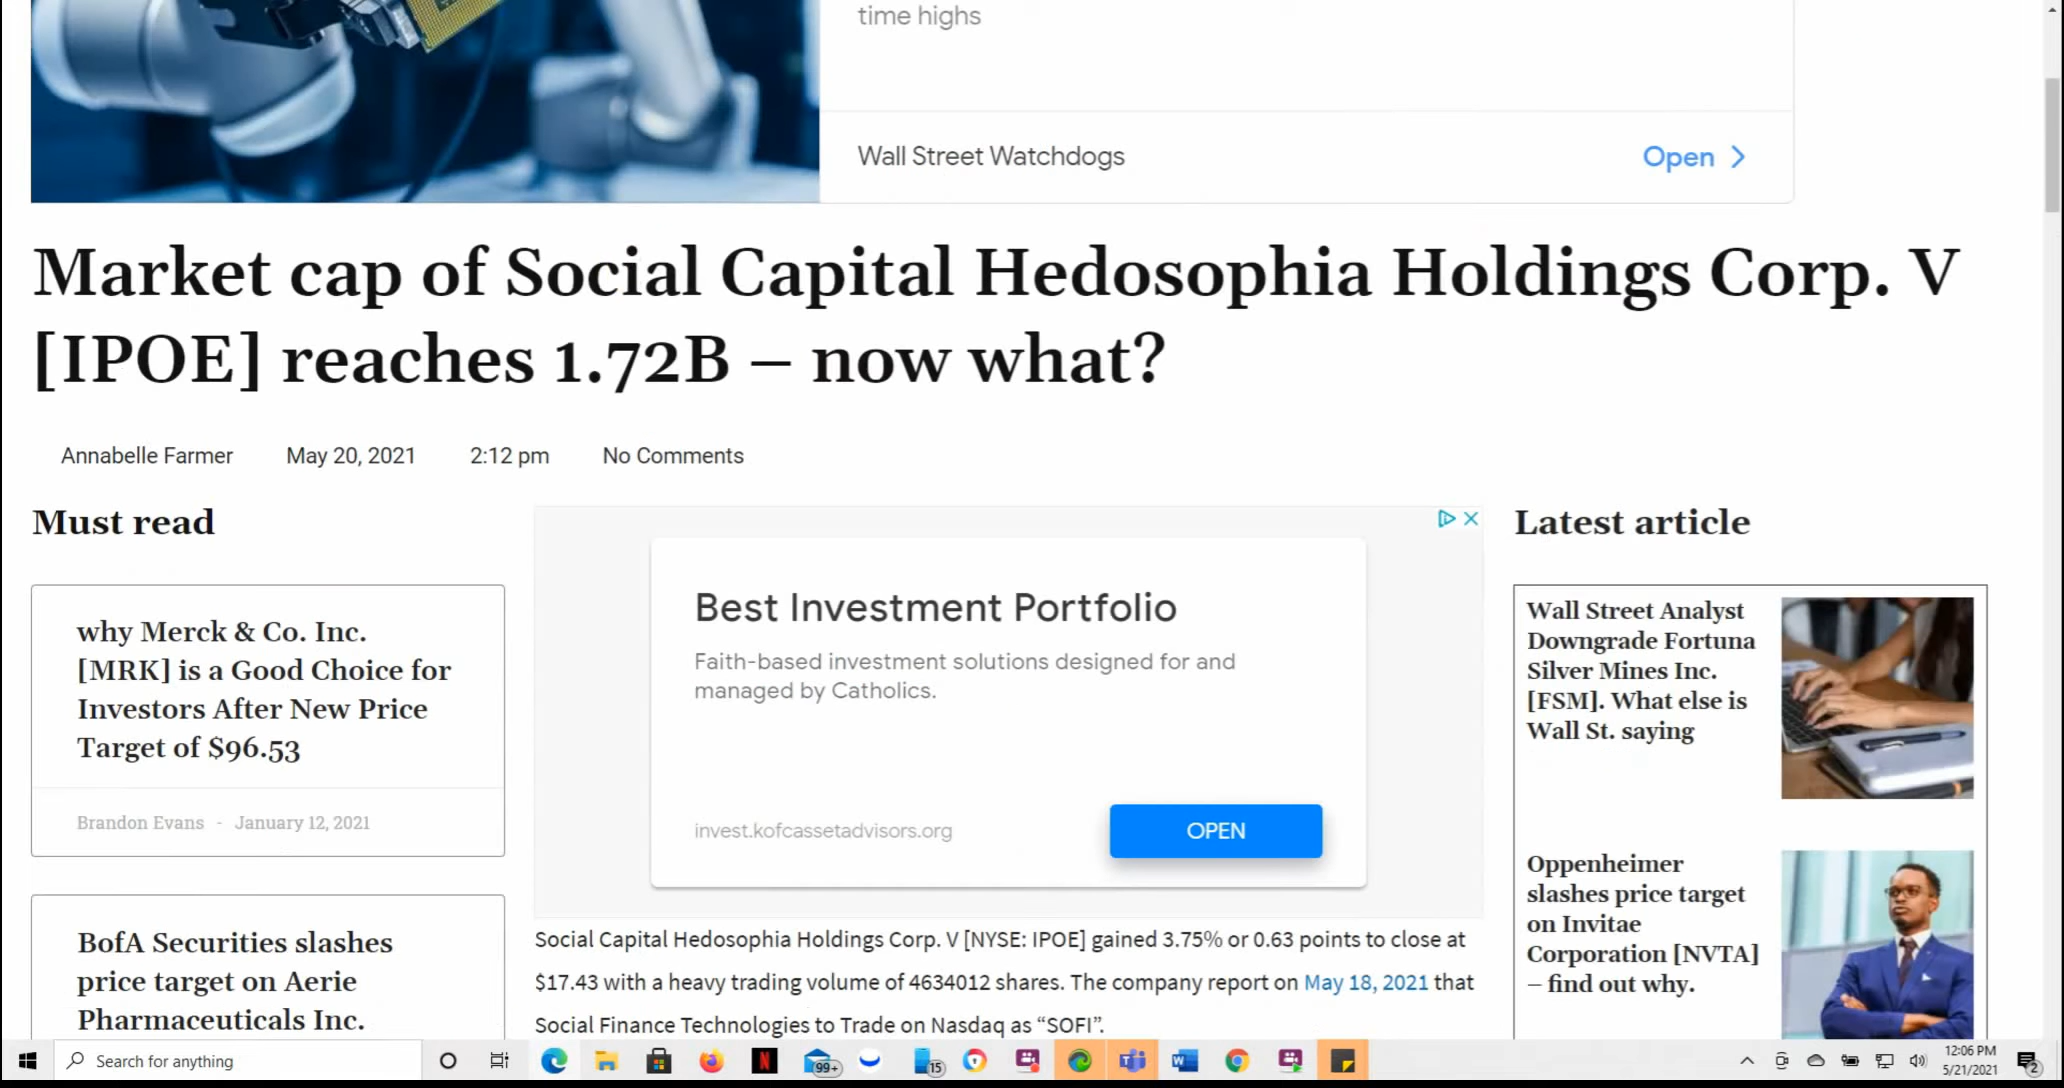 time highs
Wall Street Watchdogs
Open
Market cap of Social Capital Hedosophia Holdings Corp. V
[IPOE] reaches 1.72B – now what?
Annabelle Farmer May 20, 2021 2:12 pm No Comments
Must read
why Merck & Co. Inc.
[MRK] is a Good Choice for
Investors After New Price
Target of $96.53
Brandon Evans - January 12, 2021
BofA Securities slashes
price target on Aerie
Pharmaceuticals Inc.
Best Investment Portfolio
Faith-based investment solutions designed for and
managed by Catholics.
invest.kofcassetadvisors.org
OPEN
Social Capital Hedosophia Holdings Corp. V [NYSE: IPOE] gained 3.75% or 0.63 points to close at
$17.43 with a heavy trading volume of 4634012 shares. The company report on May 18, 2021 that
Social Finance Technologies to Trade on Nasdaq as “SOFI”.
Latest article
Wall Street Analyst
Downgrade Fortuna
Silver Mines Inc.
[FSM]. What else is
Wall St. saying
Oppenheimer
slashes price target
on Invitae
Corporation [NVTA]
– find out why.
Search for anything
99+
15
12:06 PM
5/21/2021
2